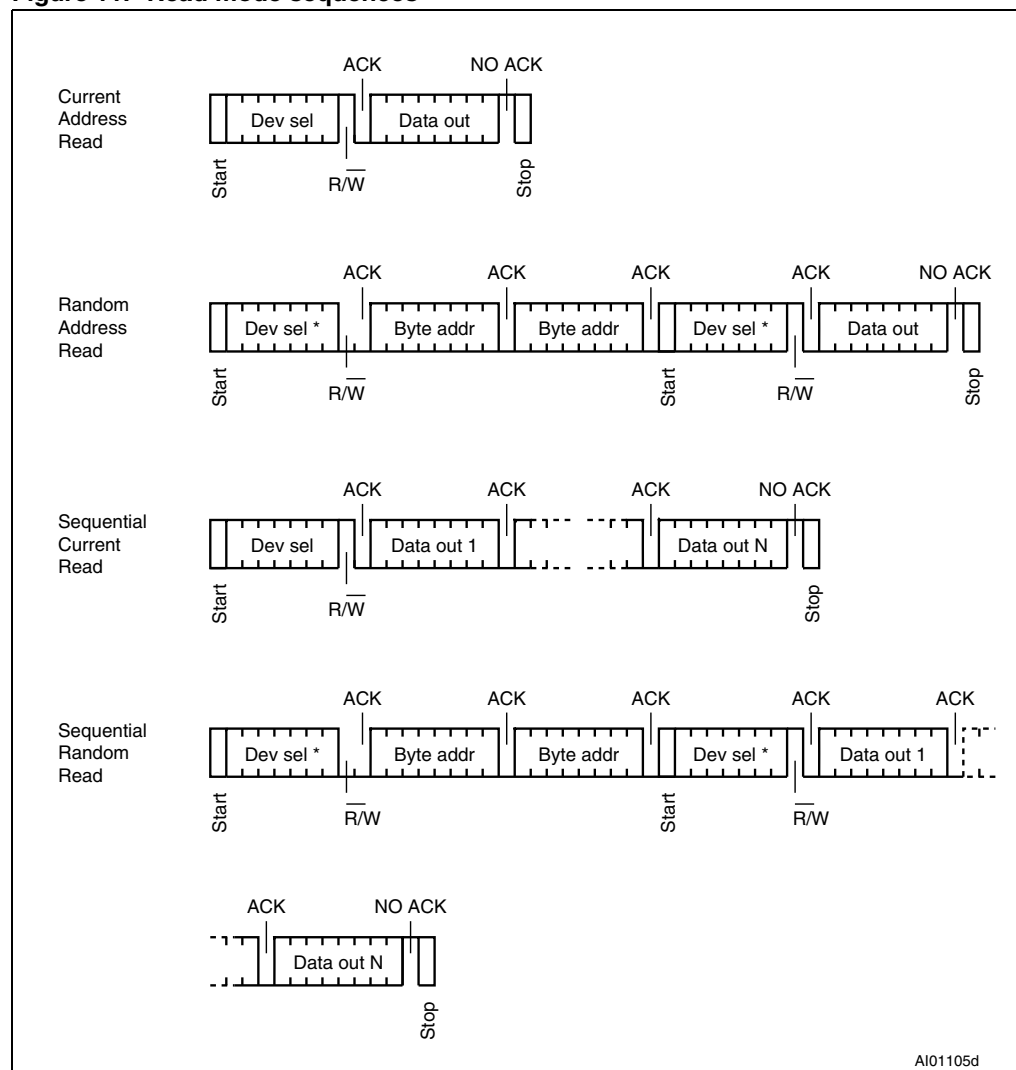 Figure Read mode sequences
ACK NO ACK
Current
Address
Read
Dev sel Data out
Start R/W̅ Stop
ACK ACK ACK ACK NO ACK
Random
Address
Read
Dev sel * Byte addr Byte addr Dev sel * Data out
Start R/W̅ Start R/W̅ Stop
ACK ACK ACK NO ACK
Sequential
Current
Read
Dev sel Data out 1 Data out N
Start R/W̅ Stop
ACK ACK ACK ACK ACK
Sequential
Random
Read
Dev sel * Byte addr Byte addr Dev sel * Data out 1
Start R̅/W Start R̅/W
ACK NO ACK
Data out N
Stop
AI01105d